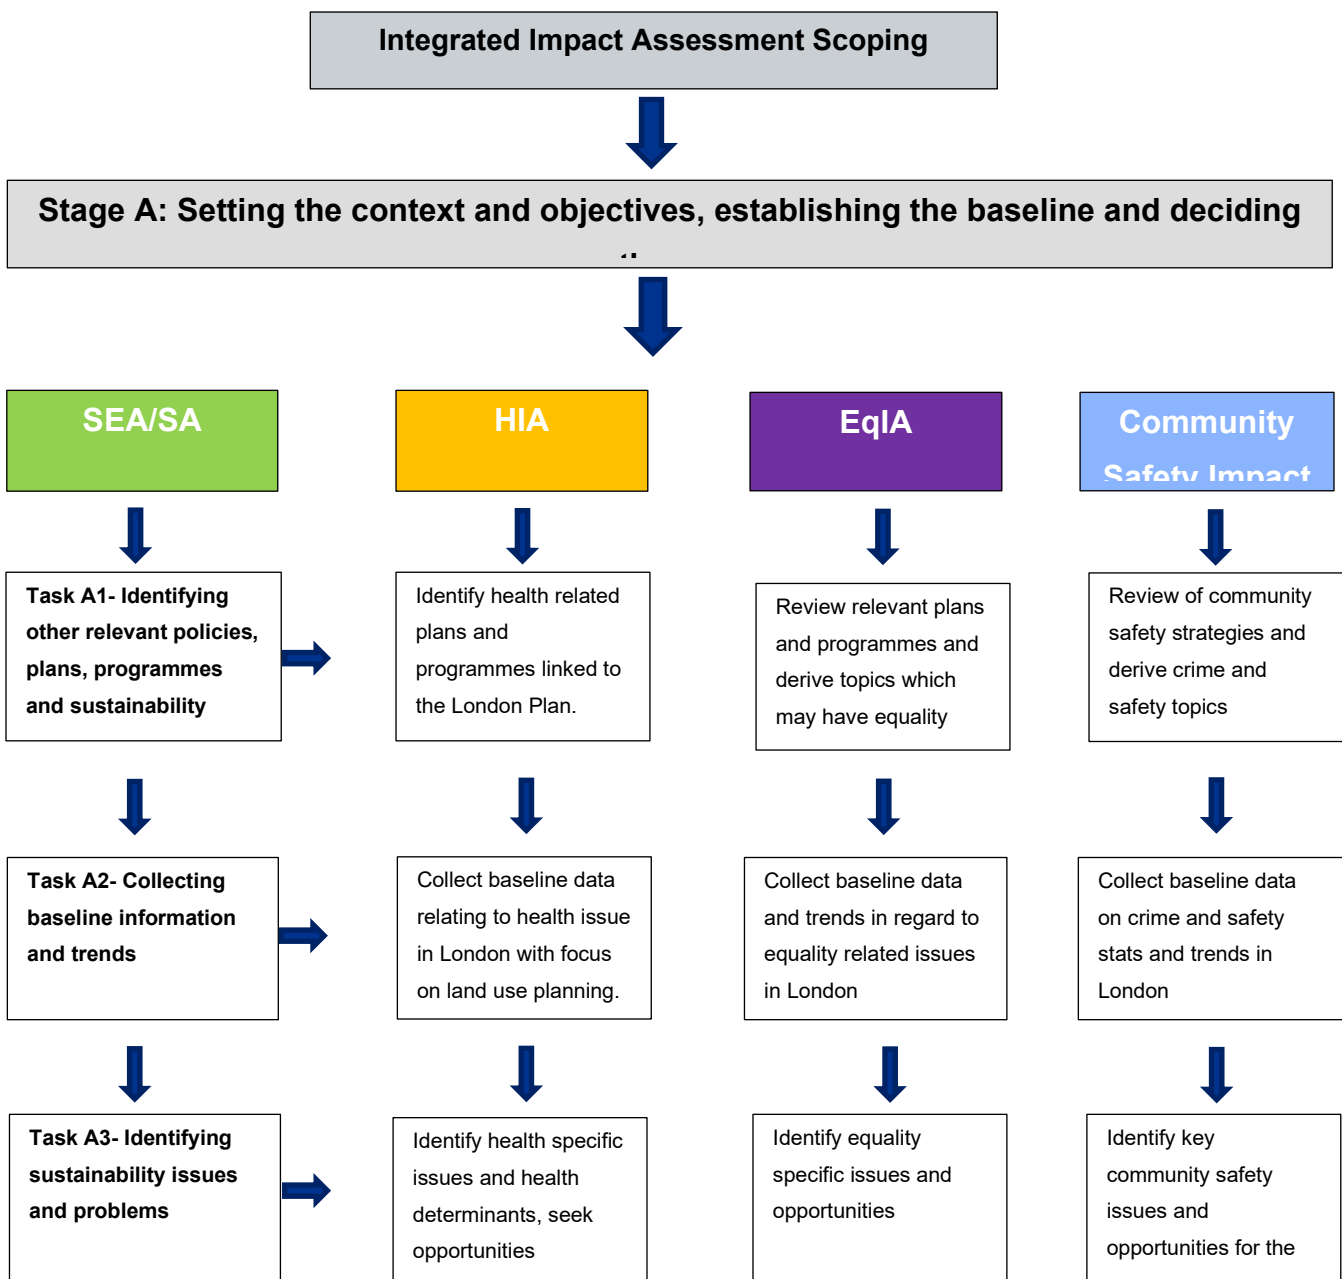 Integrated Impact Assessment Scoping
Stage A: Setting the context and objectives, establishing the baseline and deciding
SEA/SA
HIA
EqIA
Community
Safety Impact
Task A1- Identifying
other relevant policies,
plans, programmes
and sustainability
Identify health related
plans and
programmes linked to
the London Plan.
Review relevant plans
and programmes and
derive topics which
may have equality
Review of community
safety strategies and
derive crime and
safety topics
Task A2- Collecting
baseline information
and trends
Collect baseline data
relating to health issue
in London with focus
on land use planning.
Collect baseline data
and trends in regard to
equality related issues
in London
Collect baseline data
on crime and safety
stats and trends in
London
Task A3- Identifying
sustainability issues
and problems
Identify health specific
issues and health
determinants, seek
opportunities
Identify equality
specific issues and
opportunities
Identify key
community safety
issues and
opportunities for the